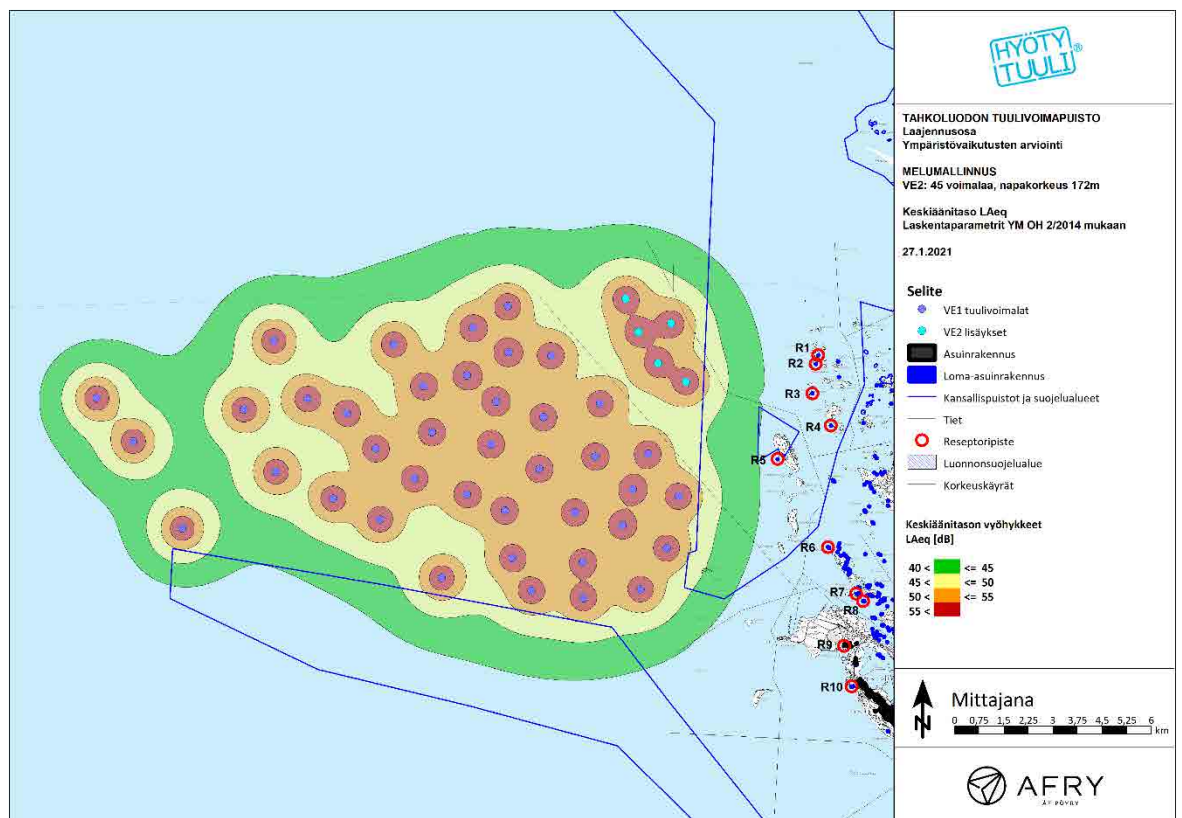 HYÖTY
TUULI®
TAHKOLUODON TUULIVOIMAPUISTO
Laajennusosa
Ympäristövaikutusten arviointi
MELUMALLINNUS
VE2: 45 voimalaa, napakorkeus 172m
Keskiäänitaso LAeq
Laskentaparametrit YM OH 2/2014 mukaan
27.1.2021
Selite
VE1 tuulivoimalat
VE2 lisäykset
Asuinrakennus
Loma-asuinrakennus
Kansallispuistot ja suojelualueet
Tiet
Reseptoripiste
Luonnonsuojelualue
Korkeuskäyrät
Keskiäänitason vyöhykkeet
LAeq [dB]
40 < <= 45
45 < <= 50
50 < <= 55
55 <
N
Mittajana
0 0,75 1,5 2,25 3 3,75 4,5 5,25 6
km
AFRY
ÅF PÖYRY
R1
R2
R3
R4
R5
R6
R7
R8
R9
R10